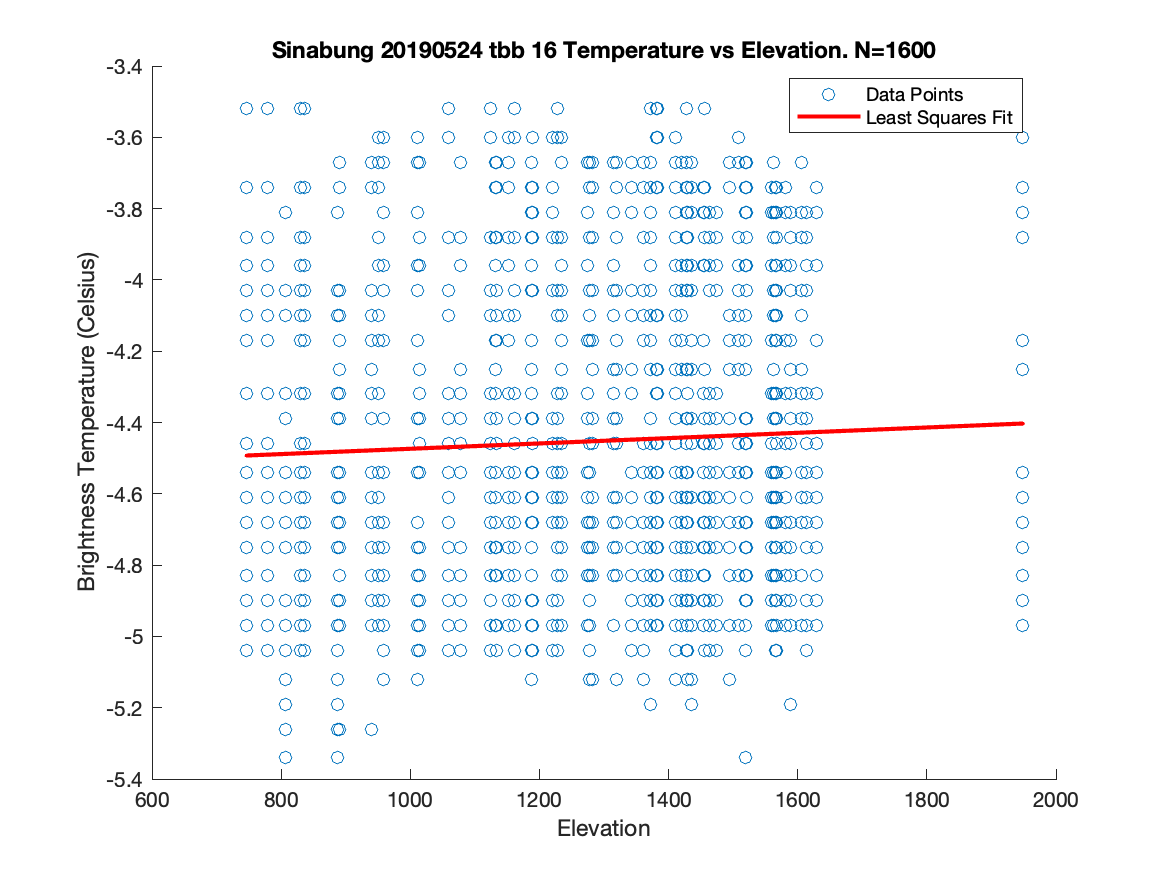 Sinabung 20190524 tbb 16 Temperature vs Elevation. N=1600
Data Points
Least Squares Fit
-3.4
-3.6
-3.8
-4
-4.2
-4.4
-4.6
-4.8
-5
-5.2
-5.4
Brightness Temperature (Celsius)
600 800 1000 1200 1400 1600 1800 2000
Elevation